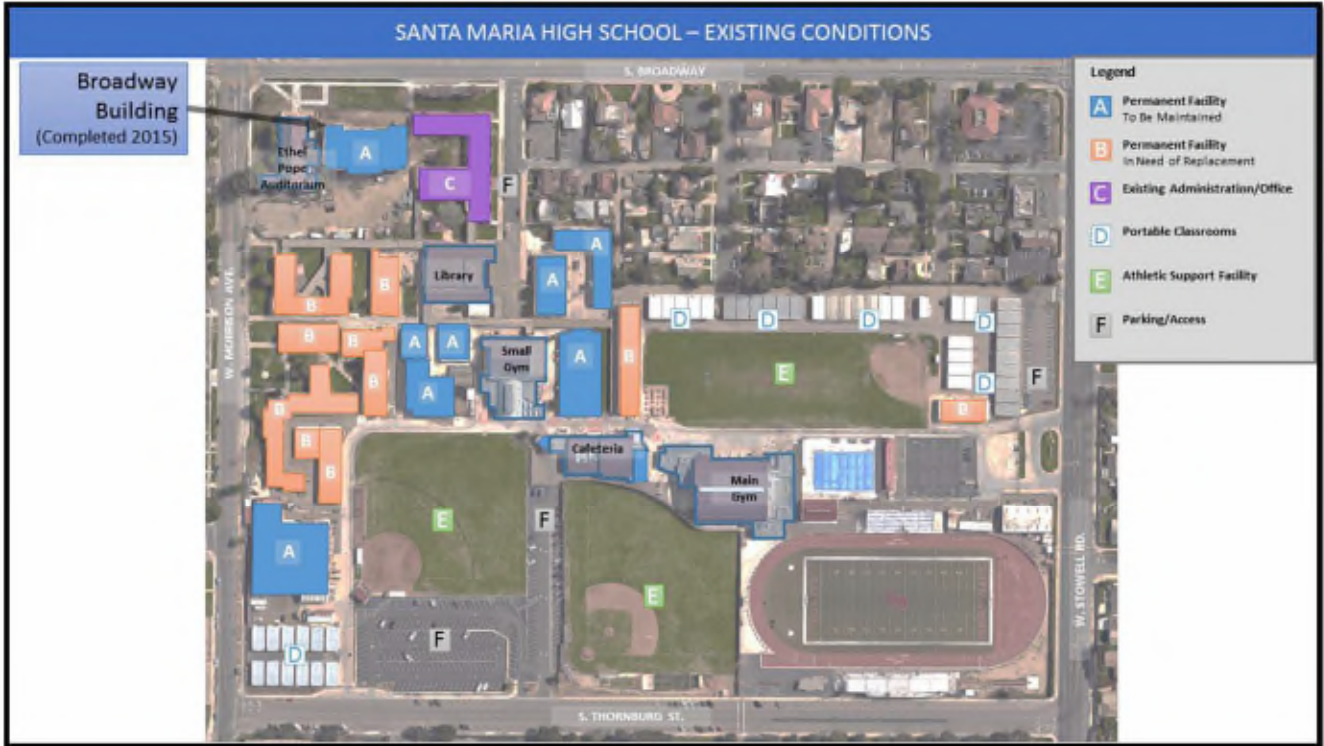 SANTA MARIA HIGH SCHOOL – EXISTING CONDITIONS
Broadway
Building
(Completed 2015)
S. BROADWAY
Legend
A
Permanent Facility
To Be Maintained
B
Permanent Facility
In Need of Replacement
C
Existing Administration/Office
D
Portable Classrooms
E
Athletic Support Facility
F
Parking/Access
Ethel
Pope
Auditorium
A
C
F
W. MORRISON AVE.
Library
A
A
B
B
B
B
A
A
A
Small
Gym
A
B
D
D
D
D
D
E
F
B
B
B
B
B
Cafeteria
Main
Gym
A
E
F
E
D
F
W. STOWELL RD.
S. THORNBURG ST.